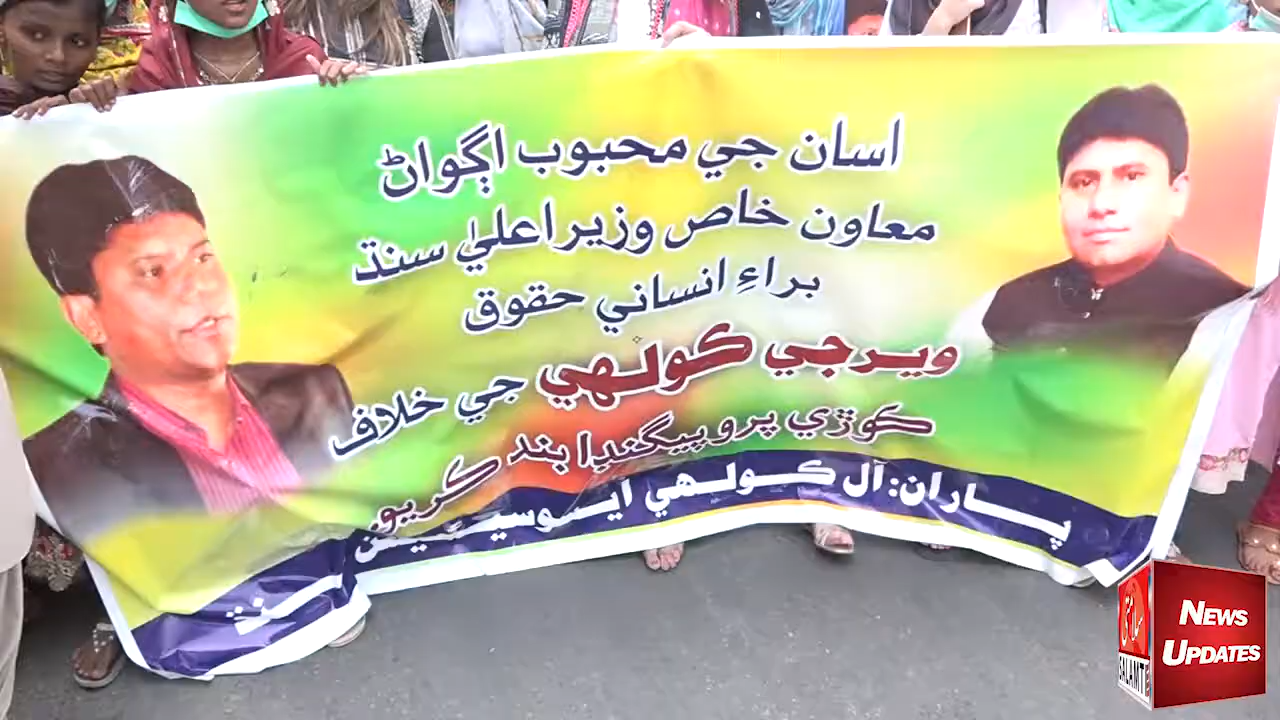 اسان جي محبوب اڳواڻ
معاون خاص وزيراعليٰ سنڌ
براءِ انساني حقوق
ويرجي ڪولهي جي خلاف
ڪوڙي پروپيگنڊا بند ڪريو.
پاران: آل ڪولهي ايسوسيئيشن سنڌ
News
Updates